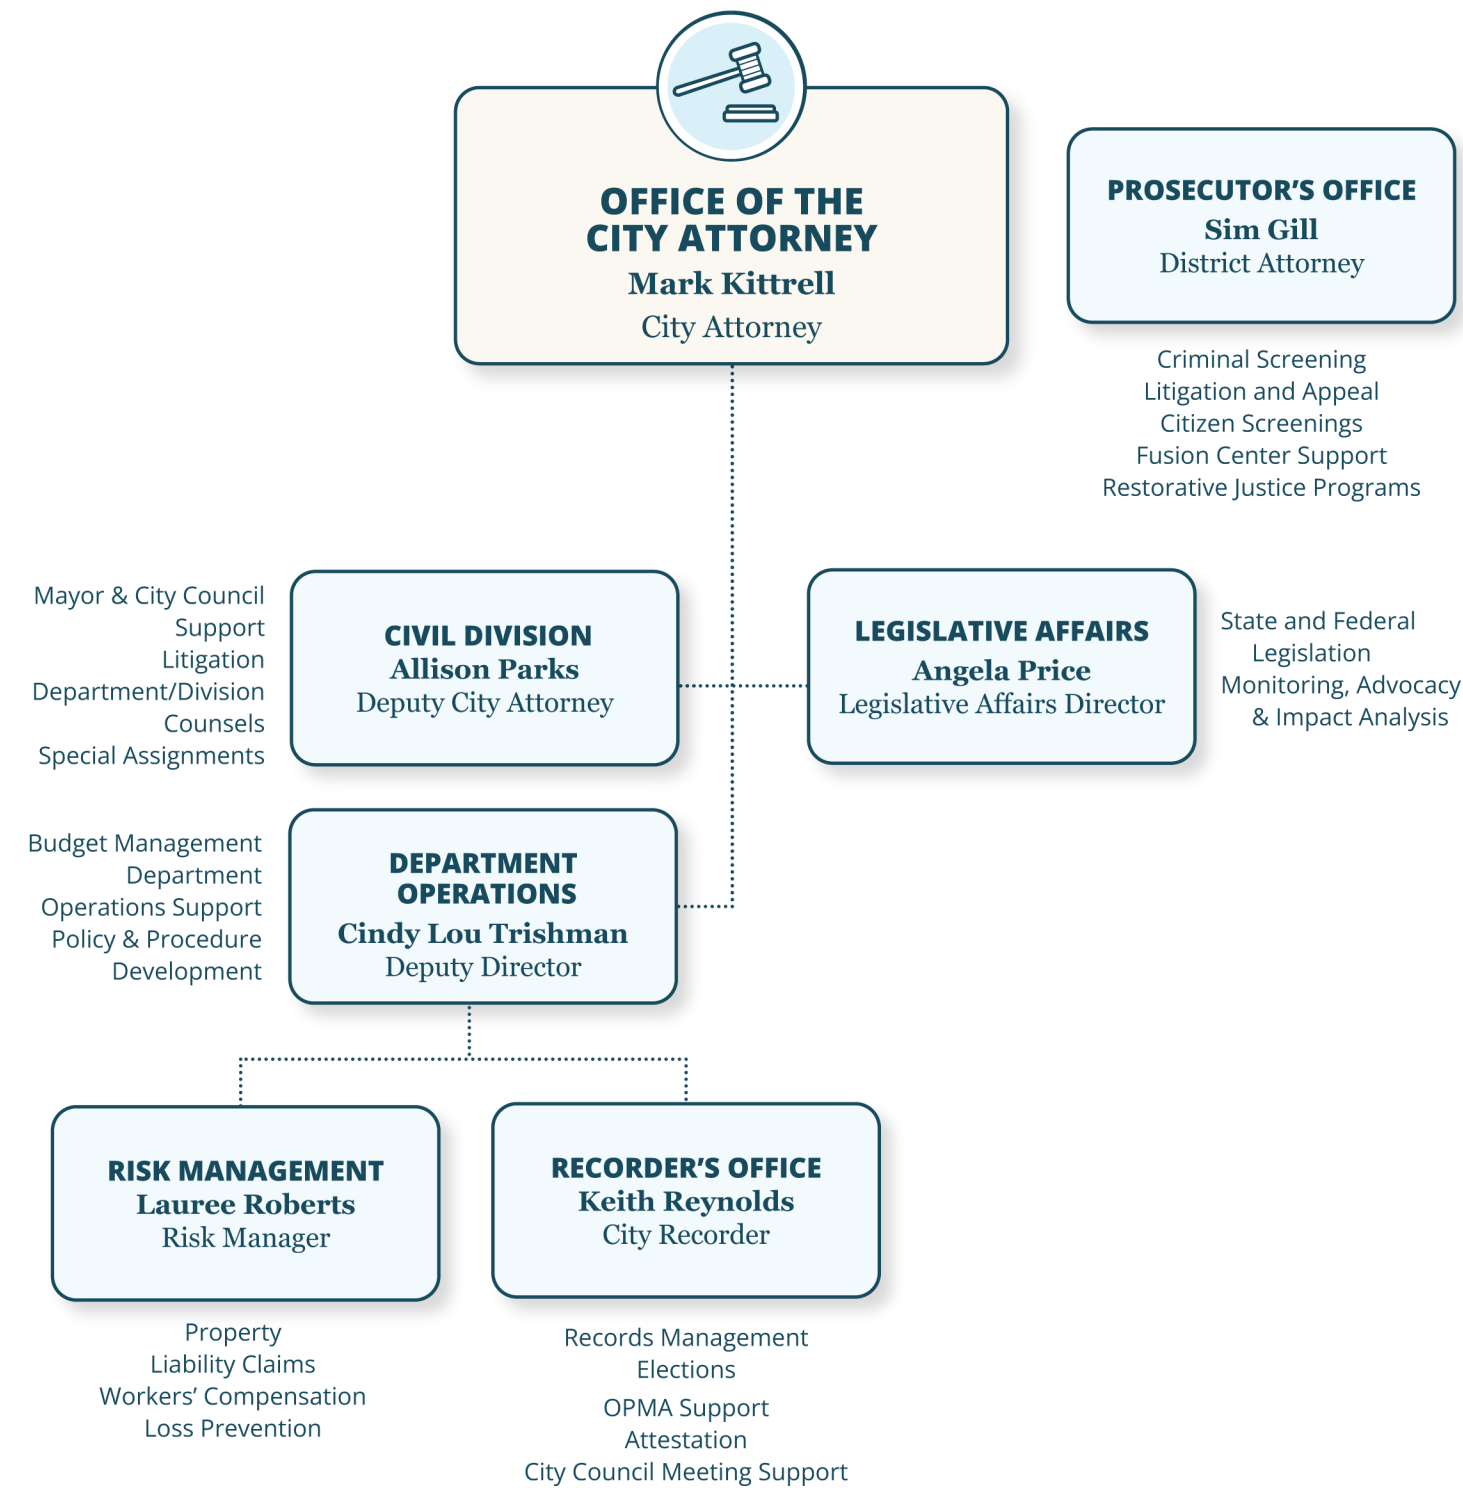 OFFICE OF THE
CITY ATTORNEY
Mark Kittrell
City Attorney
PROSECUTOR’S OFFICE
Sim Gill
District Attorney
Criminal Screening
Litigation and Appeal
Citizen Screenings
Fusion Center Support
Restorative Justice Programs
Mayor & City Council
Support
Litigation
Department/Division
Counsels
Special Assignments
CIVIL DIVISION
Allison Parks
Deputy City Attorney
LEGISLATIVE AFFAIRS
Angela Price
Legislative Affairs Director
State and Federal
Legislation
Monitoring, Advocacy
& Impact Analysis
Budget Management
Department
Operations Support
Policy & Procedure
Development
DEPARTMENT
OPERATIONS
Cindy Lou Trishman
Deputy Director
RISK MANAGEMENT
Lauree Roberts
Risk Manager
Property
Liability Claims
Workers’ Compensation
Loss Prevention
RECORDER’S OFFICE
Keith Reynolds
City Recorder
Records Management
Elections
OPMA Support
Attestation
City Council Meeting Support